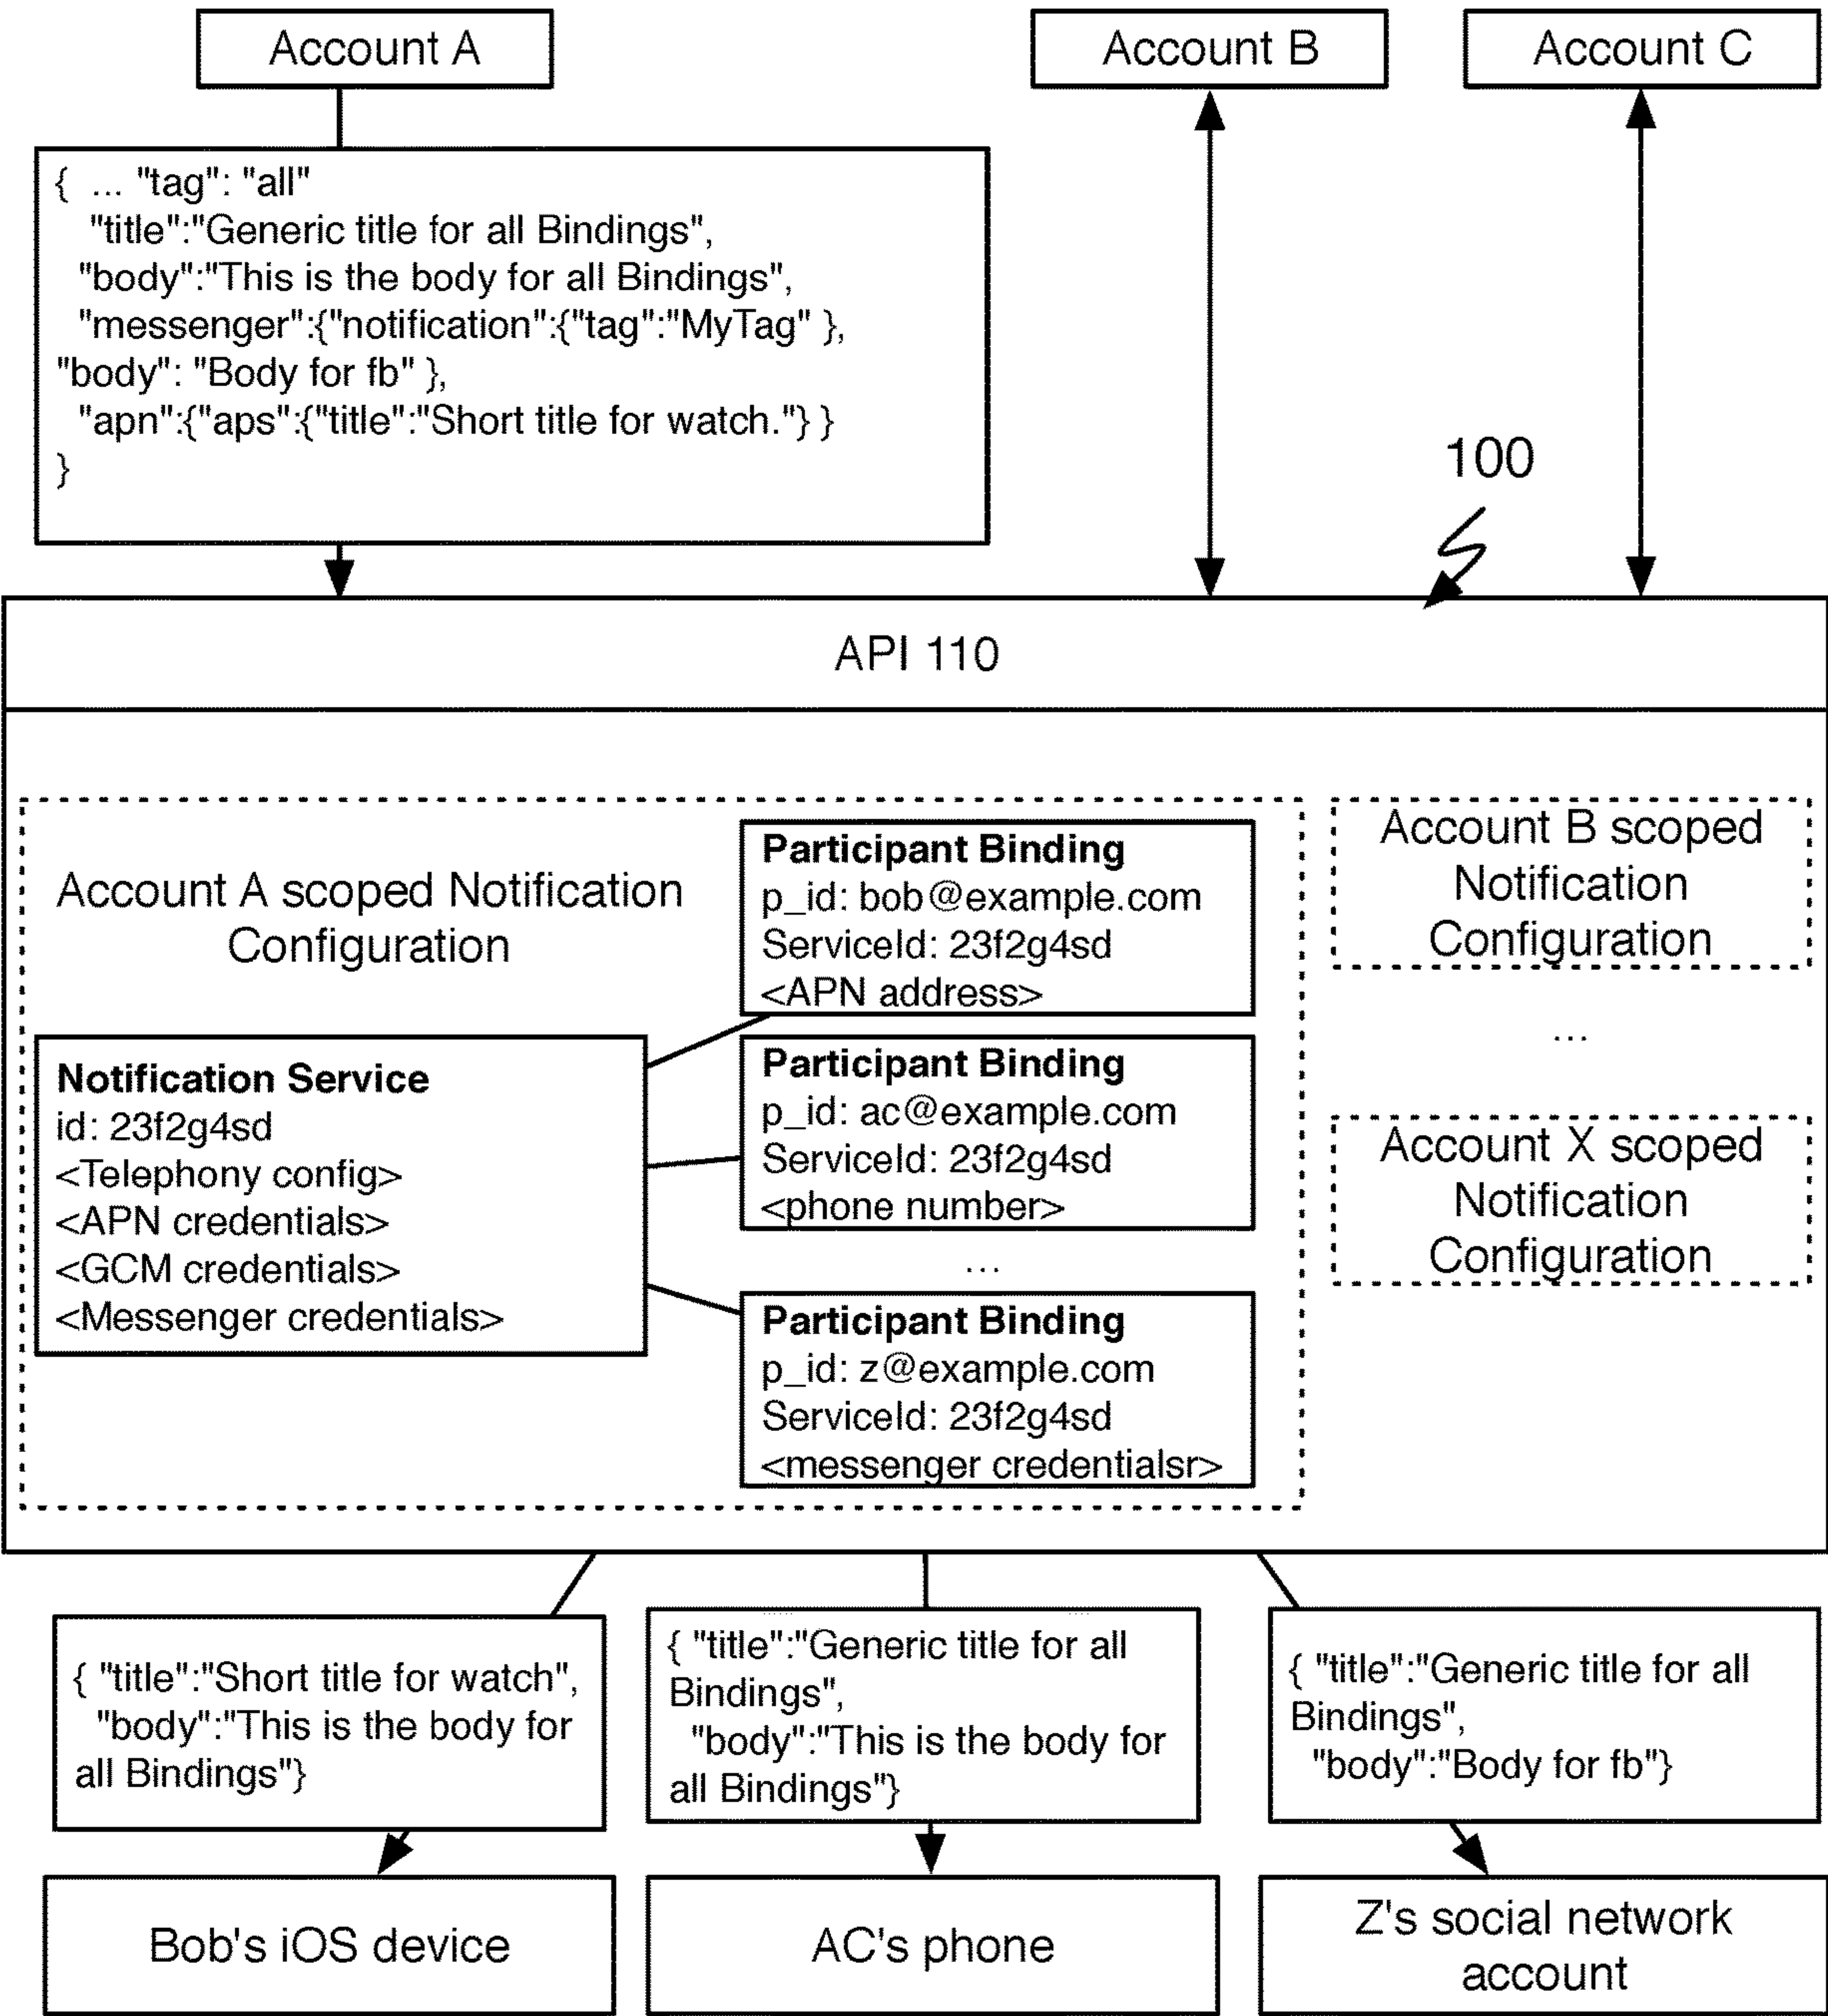 Account A
Account B
Account C
{ ... "tag": "all"
"title":"Generic title for all Bindings",
"body":"This is the body for all Bindings",
"messenger":{"notification":{"tag":"MyTag" },
"body": "Body for fb" },
"apn":{"aps":{"title":"Short title for watch."} }
}
100
API 110
Account A scoped Notification
Configuration
Participant Binding
p_id: bob@example.com
ServiceId: 23f2g4sd
<APN address>
Account B scoped
Notification
Configuration
...
Notification Service
id: 23f2g4sd
<Telephony config>
<APN credentials>
<GCM credentials>
<Messenger credentials>
Participant Binding
p_id: ac@example.com
ServiceId: 23f2g4sd
<phone number>
...
Participant Binding
p_id: z@example.com
ServiceId: 23f2g4sd
<messenger credentialsr>
Account X scoped
Notification
Configuration
{ "title":"Short title for watch",
"body":"This is the body for
all Bindings"}
{ "title":"Generic title for all
Bindings",
"body":"This is the body for
all Bindings"}
{ "title":"Generic title for all
Bindings",
"body":"Body for fb"}
Bob's iOS device
AC's phone
Z's social network
account